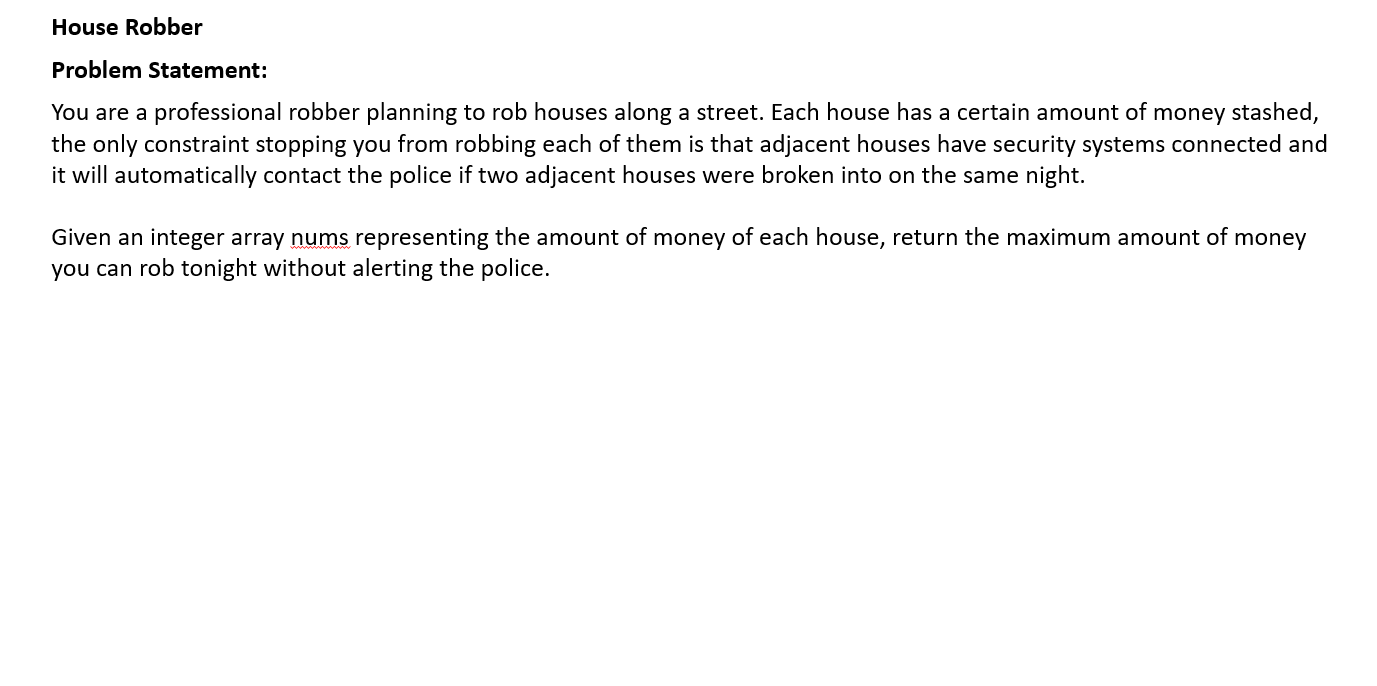 House Robber
Problem Statement:
You are a professional robber planning to rob houses along a street. Each house has a certain amount of money stashed,
the only constraint stopping you from robbing each of them is that adjacent houses have security systems connected and
it will automatically contact the police if two adjacent houses were broken into on the same night.
Given an integer array nums representing the amount of money of each house, return the maximum amount of money
you can rob tonight without alerting the police.